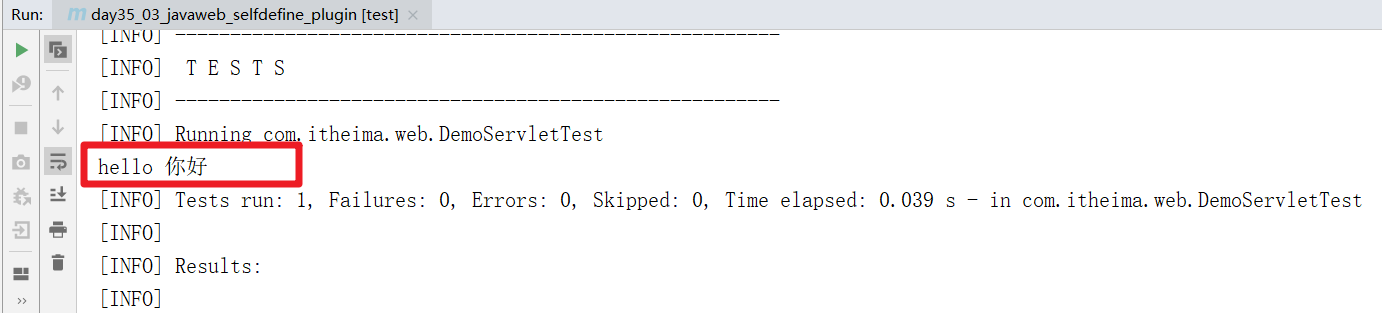 Run: day35_03_javaweb_selfdefine_plugin [test] ×
[INFO] -------------------------------------------------------
[INFO]  T E S T S
[INFO] -------------------------------------------------------
[INFO] Running com.itheima.web.DemoServletTest
hello 你好
[INFO] Tests run: 1, Failures: 0, Errors: 0, Skipped: 0, Time elapsed: 0.039 s - in com.itheima.web.DemoServletTest
[INFO]
[INFO] Results:
[INFO]